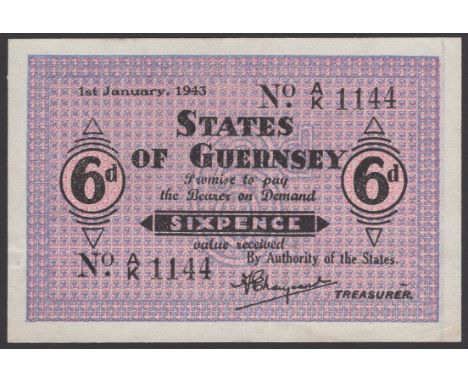 1st January, 1943 No. A/K 1144
STATES
OF GUERNSEY
6d 6d
Promise to pay
the Bearer on Demand
SIXPENCE
value received
By Authority of the States.
No. A/K 1144
TREASURER.